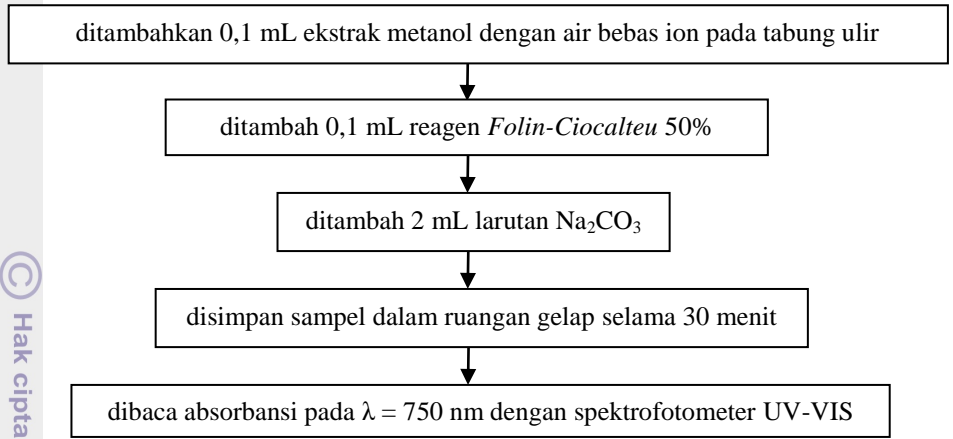 ditambahkan 0,1 mL ekstrak metanol dengan air bebas ion pada tabung ulir
ditambah 0,1 mL reagen Folin-Ciocalteu 50%
ditambah 2 mL larutan Na₂CO₃
disimpan sampel dalam ruangan gelap selama 30 menit
dibaca absorbansi pada λ = 750 nm dengan spektrofotometer UV-VIS
© Hak cipta